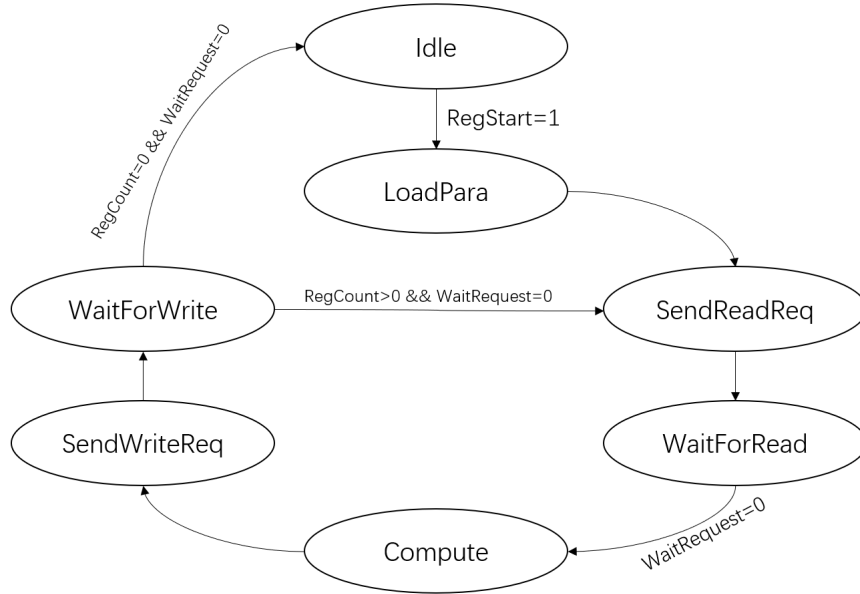 Idle
RegCount=0 && WaitRequest=0
RegStart=1
LoadPara
WaitForWrite
RegCount>0 && WaitRequest=0
SendReadReq
SendWriteReq
WaitForRead
WaitRequest=0
Compute